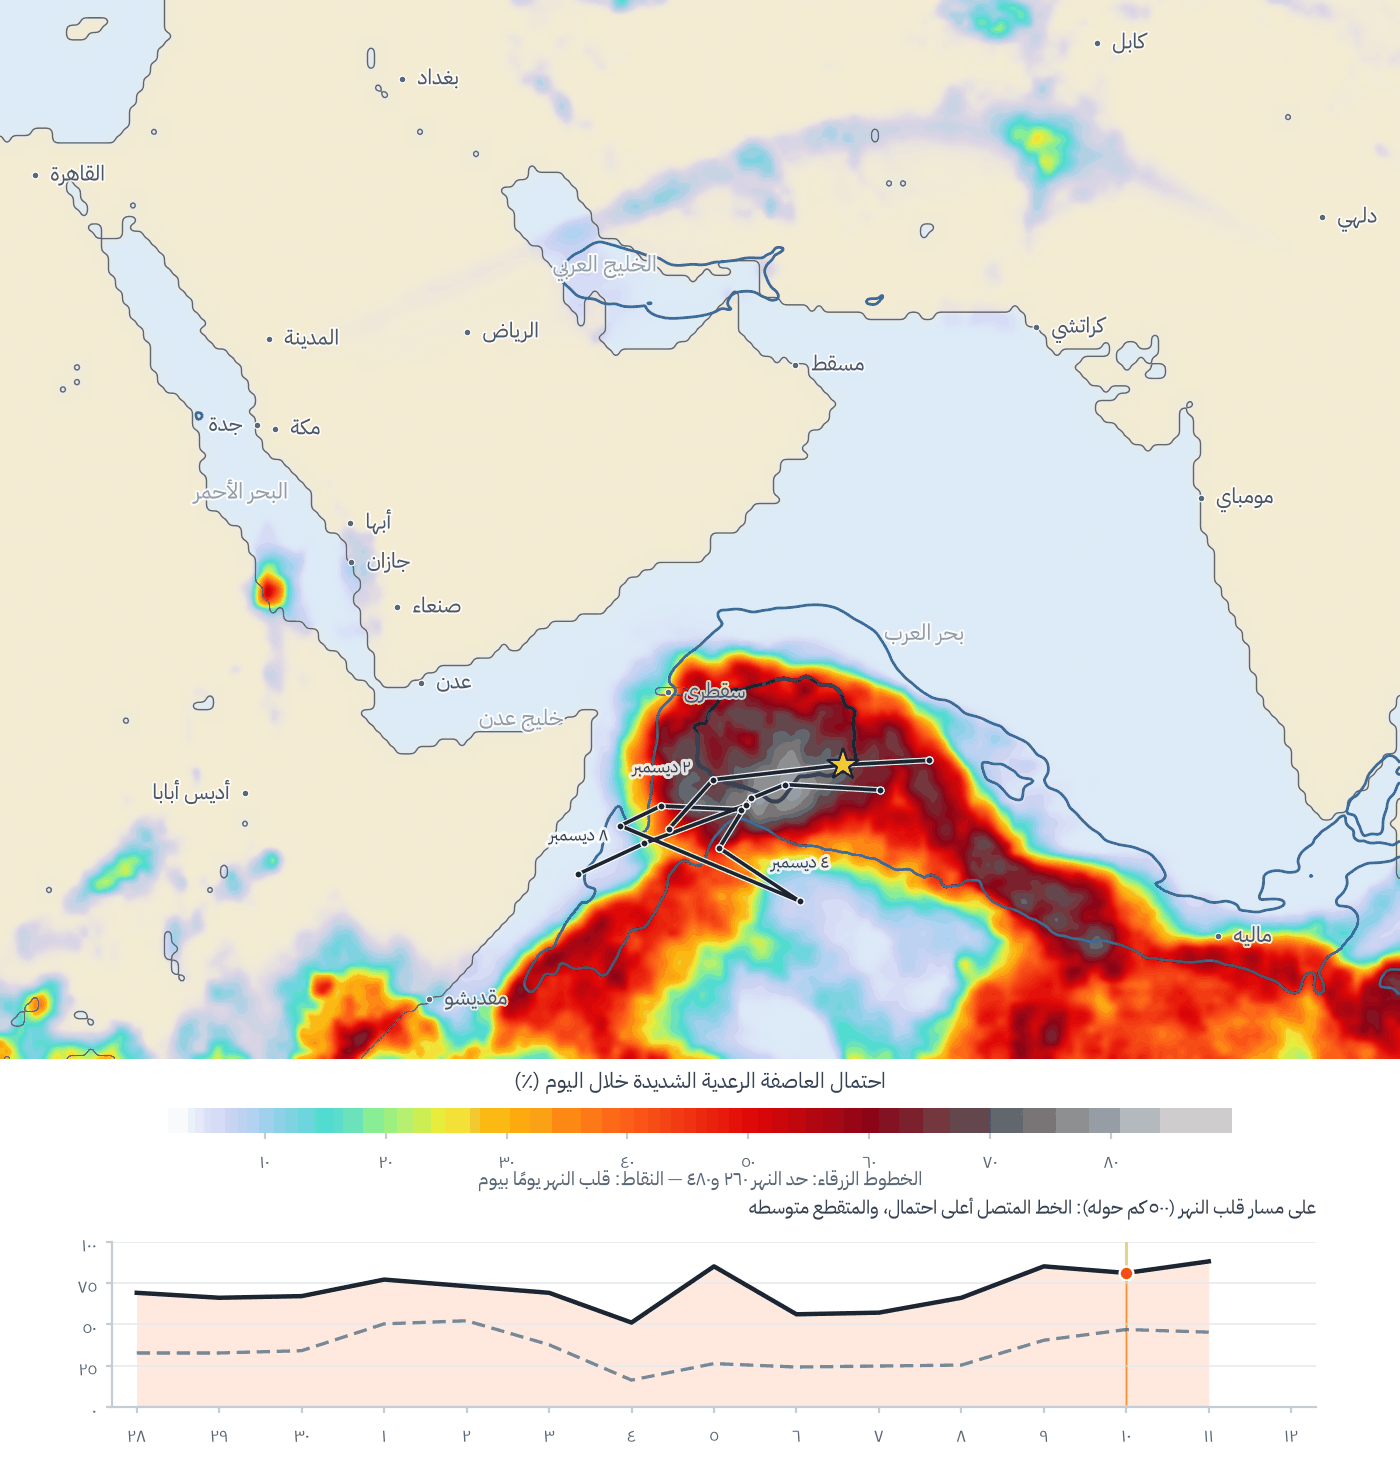 كابل
بغداد
القاهرة
دلهي
الخليج العربي
كراتشي
الرياض
المدينة
مسقط
جدة
مكة
البحر الأحمر
مومباي
أبها
جازان
صنعاء
بحر العرب
عدن
سقطرى
خليج عدن
٢ ديسمبر
أديس أبابا
٨ ديسمبر
٤ ديسمبر
ماليه
مقديشو
احتمال العاصفة الرعدية الشديدة خلال اليوم (٪)
١٠ ٢٠ ٣٠ ٤٠ ٥٠ ٦٠ ٧٠ ٨٠
الخطوط الزرقاء: حد النهر ٢٦٠ و٤٨٠ — النقاط: قلب النهر يومًا بيوم
على مسار قلب النهر (٥٠٠ كم حوله): الخط المتصل أعلى احتمال، والمتقطع متوسطه
١٠٠
٧٥
٥٠
٢٥
٠
٢٨ ٢٩ ٣٠ ١ ٢ ٣ ٤ ٥ ٦ ٧ ٨ ٩ ١٠ ١١ ١٢